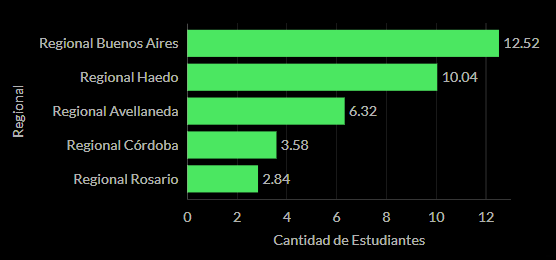 Regional Buenos Aires 12.52
Regional Haedo 10.04
Regional Avellaneda 6.32
Regional Córdoba 3.58
Regional Rosario 2.84
Regional
0 2 4 6 8 10 12
Cantidad de Estudiantes